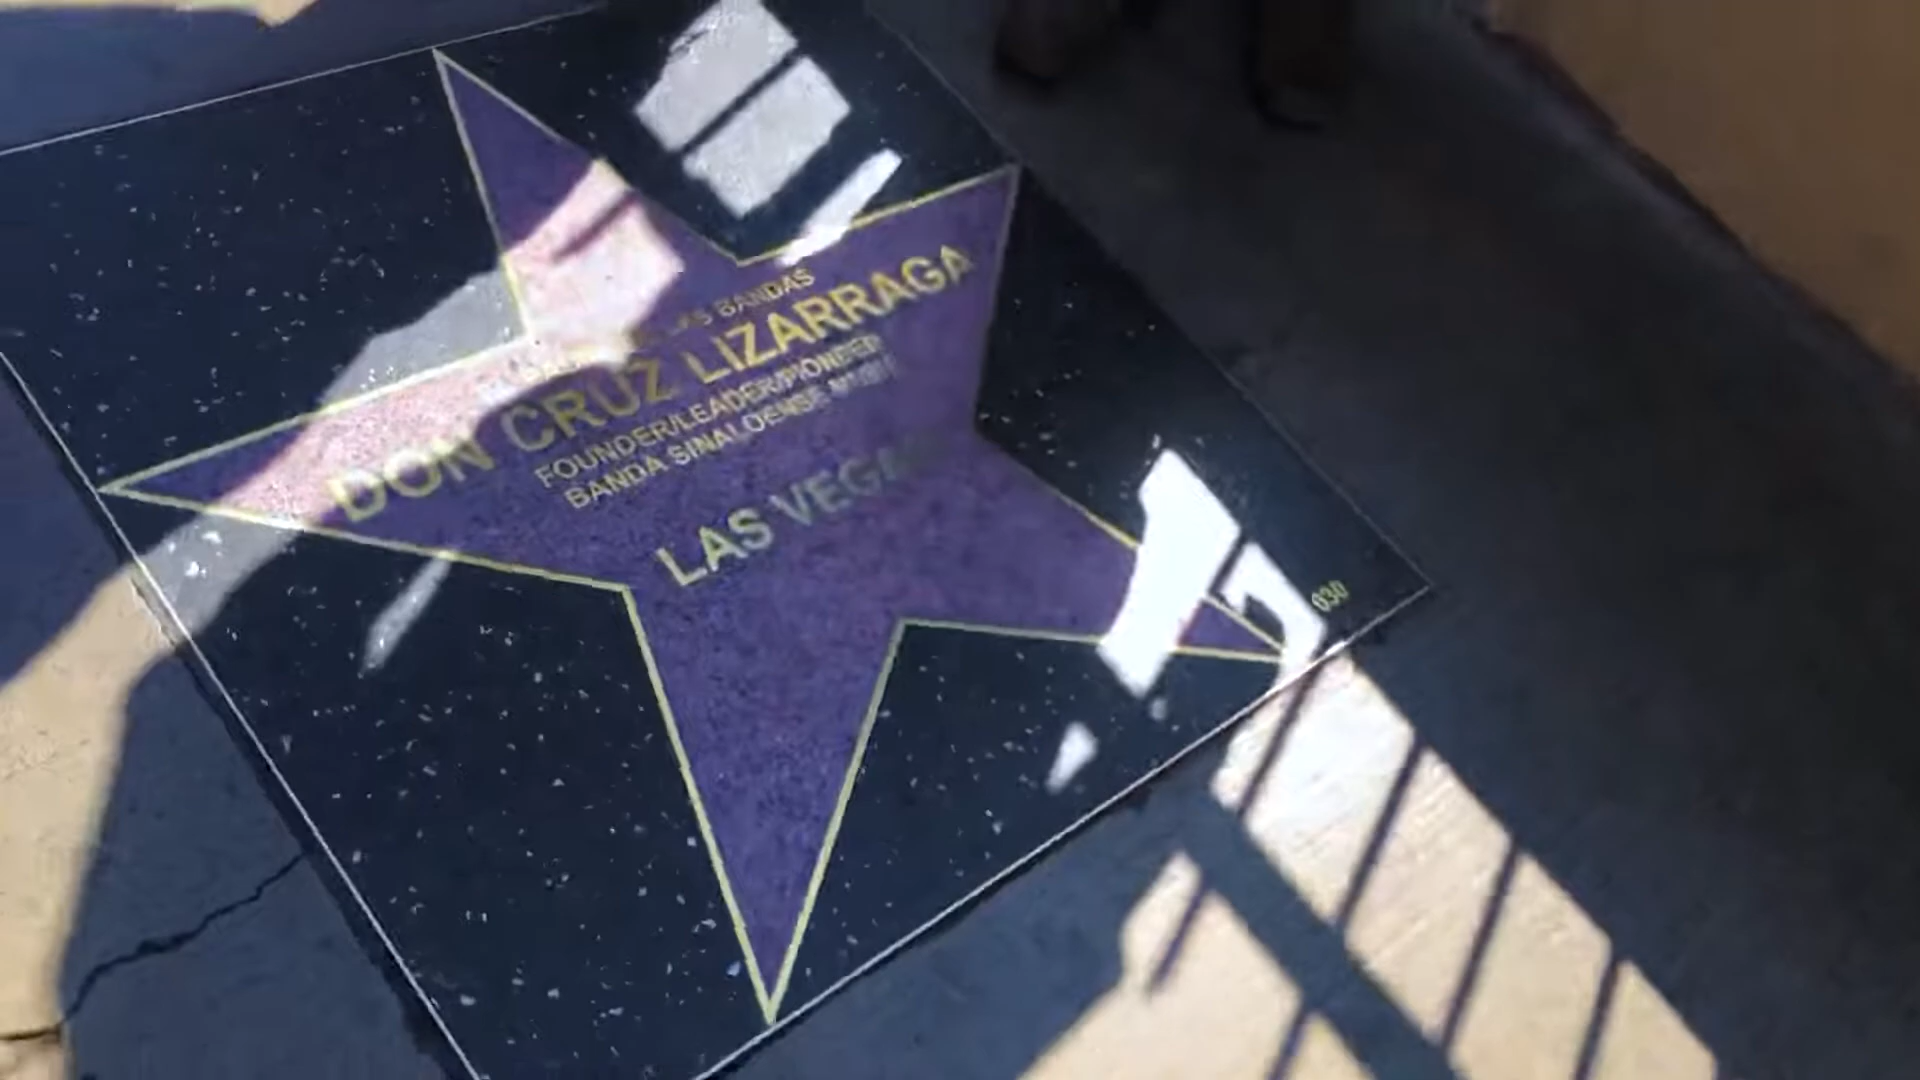 LAS BANDAS
DON CRUZ LIZARRAGA
FOUNDER/LEADER/PIONEER
BANDA SINALOENSE MUSIC
LAS VEGAS
030